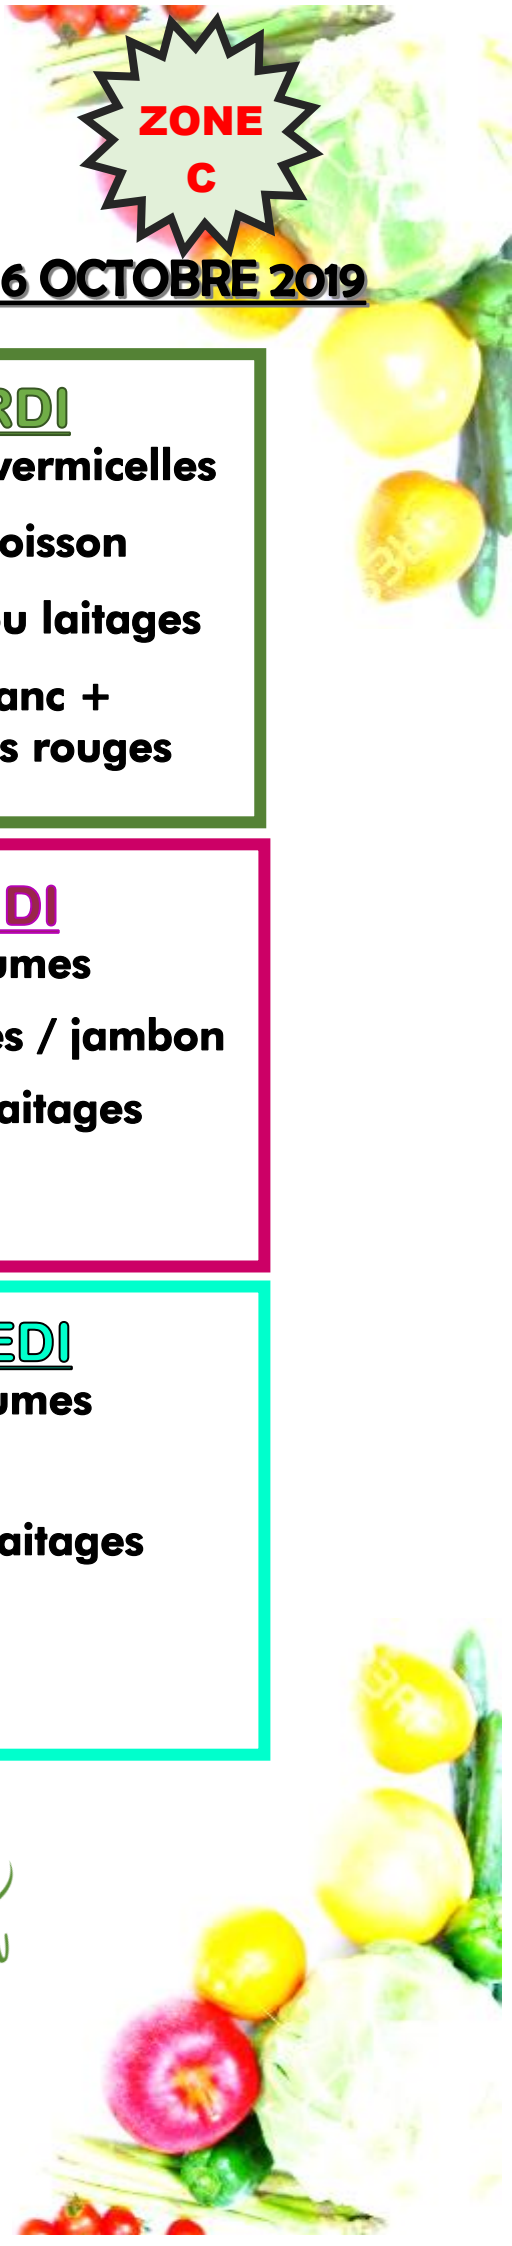 ZONE
C
6 OCTOBRE 2019
RDI
vermicelles
oisson
u laitages
anc +
s rouges
DI
umes
es / jambon
aitages
EDI
umes
aitages